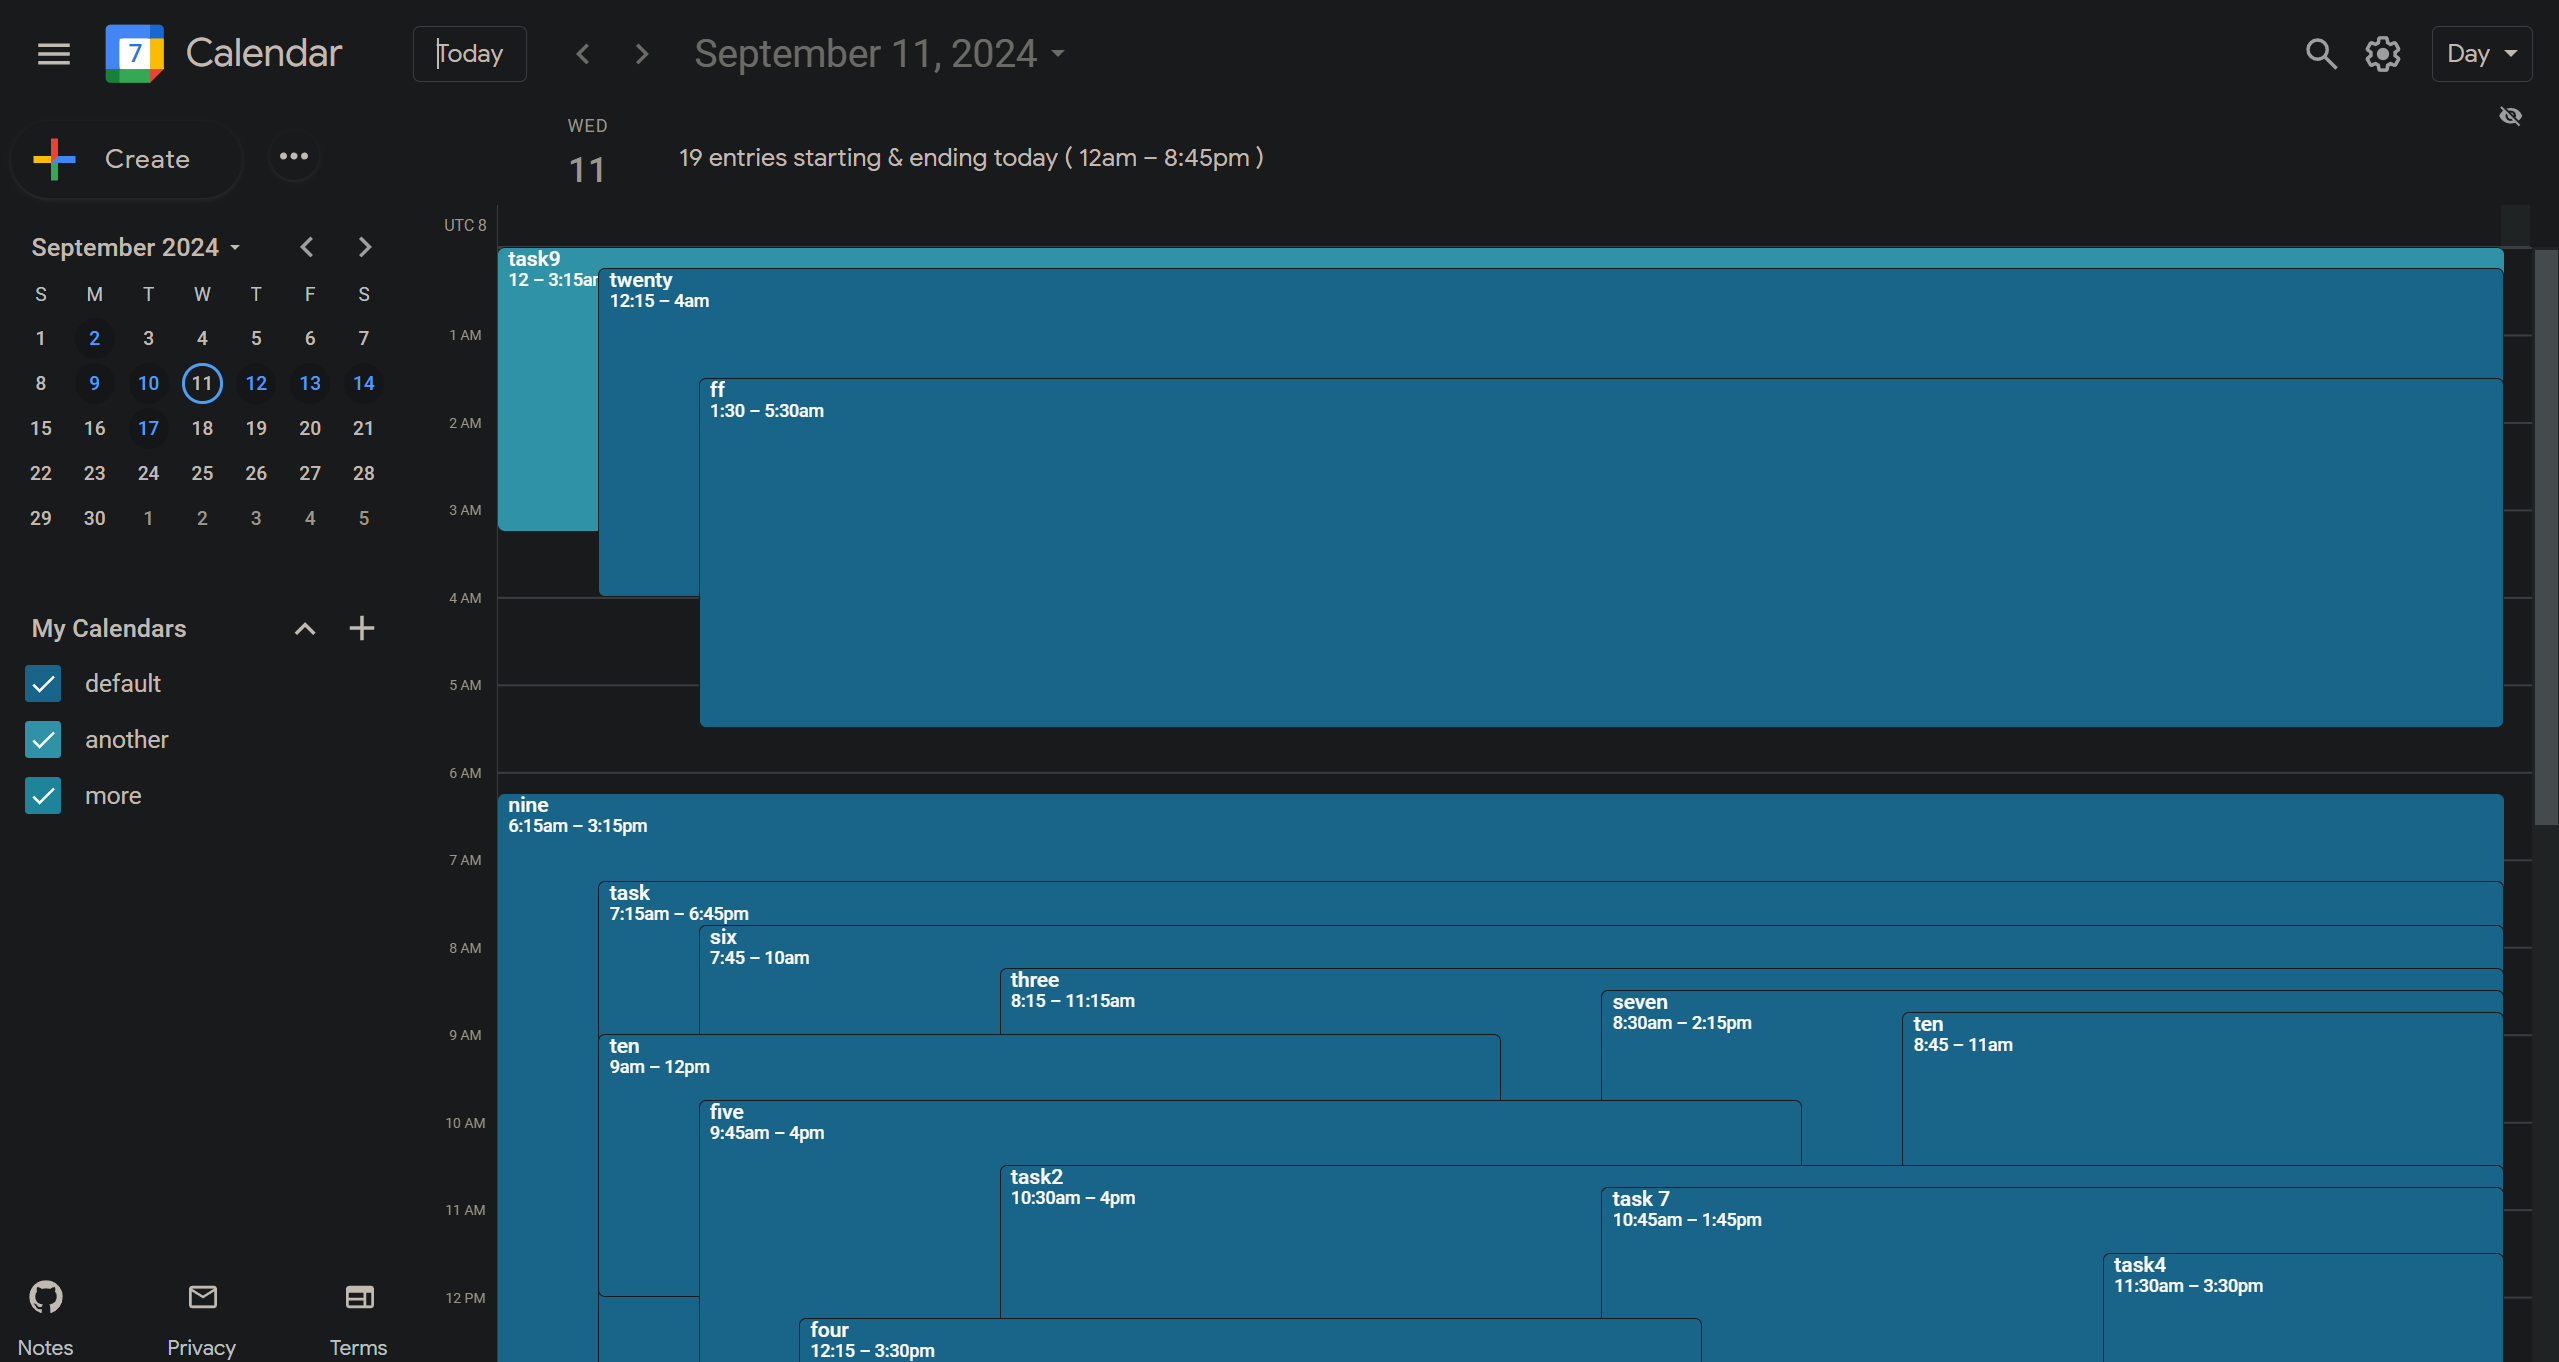 7
Calendar
Today
September 11, 2024
Day
Create
WED
11
19 entries starting & ending today ( 12am – 8:45pm )
September 2024
S M T W T F S
1 2 3 4 5 6 7
8 9 10 11 12 13 14
15 16 17 18 19 20 21
22 23 24 25 26 27 28
29 30 1 2 3 4 5
My Calendars
default
another
more
Notes
Privacy
Terms
UTC 8
1 AM
2 AM
3 AM
4 AM
5 AM
6 AM
7 AM
8 AM
9 AM
10 AM
11 AM
12 PM
task9
12 – 3:15am
twenty
12:15 – 4am
ff
1:30 – 5:30am
nine
6:15am – 3:15pm
task
7:15am – 6:45pm
six
7:45 – 10am
three
8:15 – 11:15am
seven
8:30am – 2:15pm
ten
8:45 – 11am
ten
9am – 12pm
five
9:45am – 4pm
task2
10:30am – 4pm
task 7
10:45am – 1:45pm
task4
11:30am – 3:30pm
four
12:15 – 3:30pm